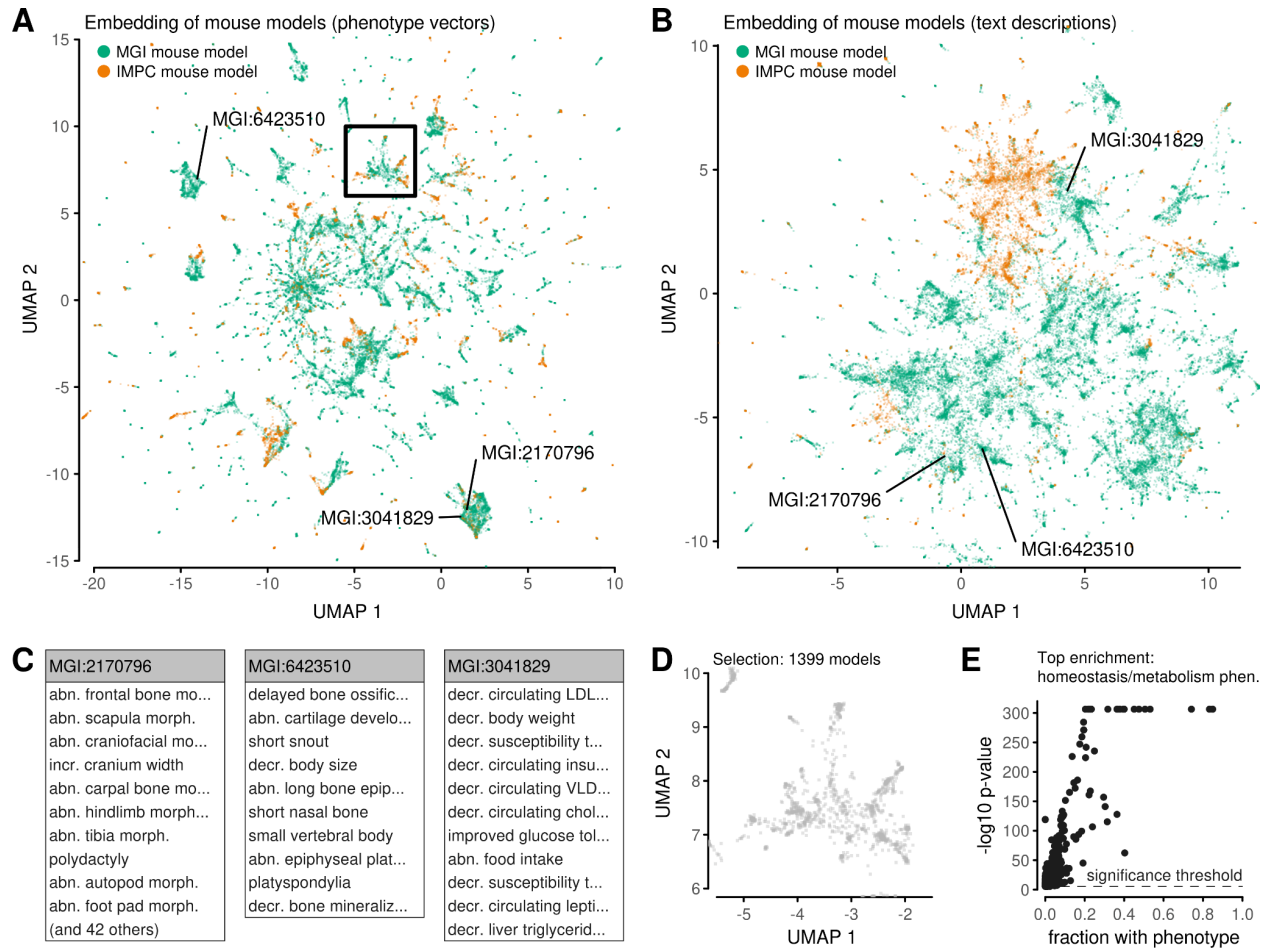 A
Embedding of mouse models (phenotype vectors)
MGI mouse model
IMPC mouse model
15
10
5
0
-5
-10
-15
-20
-15
-10
-5
0
5
10
UMAP 1
UMAP 2
MGI:6423510
MGI:2170796
MGI:3041829
B
Embedding of mouse models (text descriptions)
MGI mouse model
IMPC mouse model
10
5
0
-5
-10
-5
0
5
10
UMAP 1
UMAP 2
MGI:3041829
MGI:2170796
MGI:6423510
C
MGI:2170796
abn. frontal bone mo...
abn. scapula morph.
abn. craniofacial mo...
incr. cranium width
abn. carpal bone mo...
abn. hindlimb morph...
abn. tibia morph.
polydactyly
abn. autopod morph.
abn. foot pad morph.
(and 42 others)
MGI:6423510
delayed bone ossific...
abn. cartilage develo...
short snout
decr. body size
abn. long bone epip...
short nasal bone
small vertebral body
abn. epiphyseal plat...
platyspondylia
decr. bone mineraliz...
MGI:3041829
decr. circulating LDL...
decr. body weight
decr. susceptibility t...
decr. circulating insu...
decr. circulating VLD...
decr. circulating chol...
improved glucose tol...
abn. food intake
decr. susceptibility t...
decr. circulating lepti...
decr. liver triglycerid...
D
Selection: 1399 models
10
9
8
7
6
-5
-4
-3
-2
UMAP 1
UMAP 2
E
Top enrichment:
homeostasis/metabolism phen.
300
250
200
150
100
50
0
significance threshold
0.0
0.2
0.4
0.6
0.8
1.0
fraction with phenotype
-log10 p-value